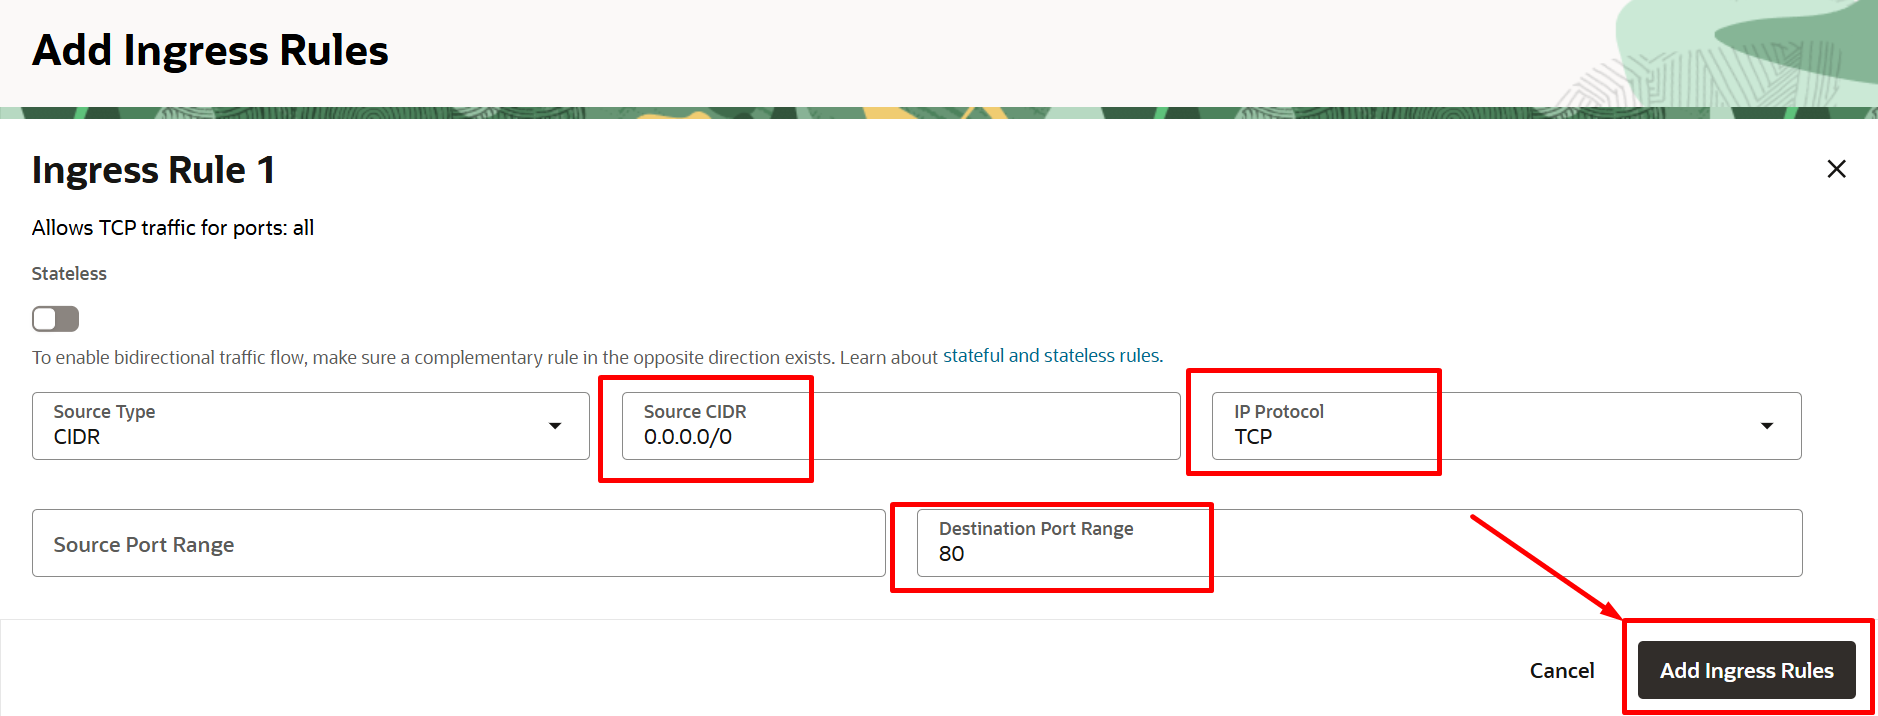 Add Ingress Rules
Ingress Rule 1
Allows TCP traffic for ports: all
Stateless
To enable bidirectional traffic flow, make sure a complementary rule in the opposite direction exists. Learn about stateful and stateless rules.
Source Type
CIDR
Source CIDR
0.0.0.0/0
IP Protocol
TCP
Source Port Range
Destination Port Range
80
Cancel
Add Ingress Rules